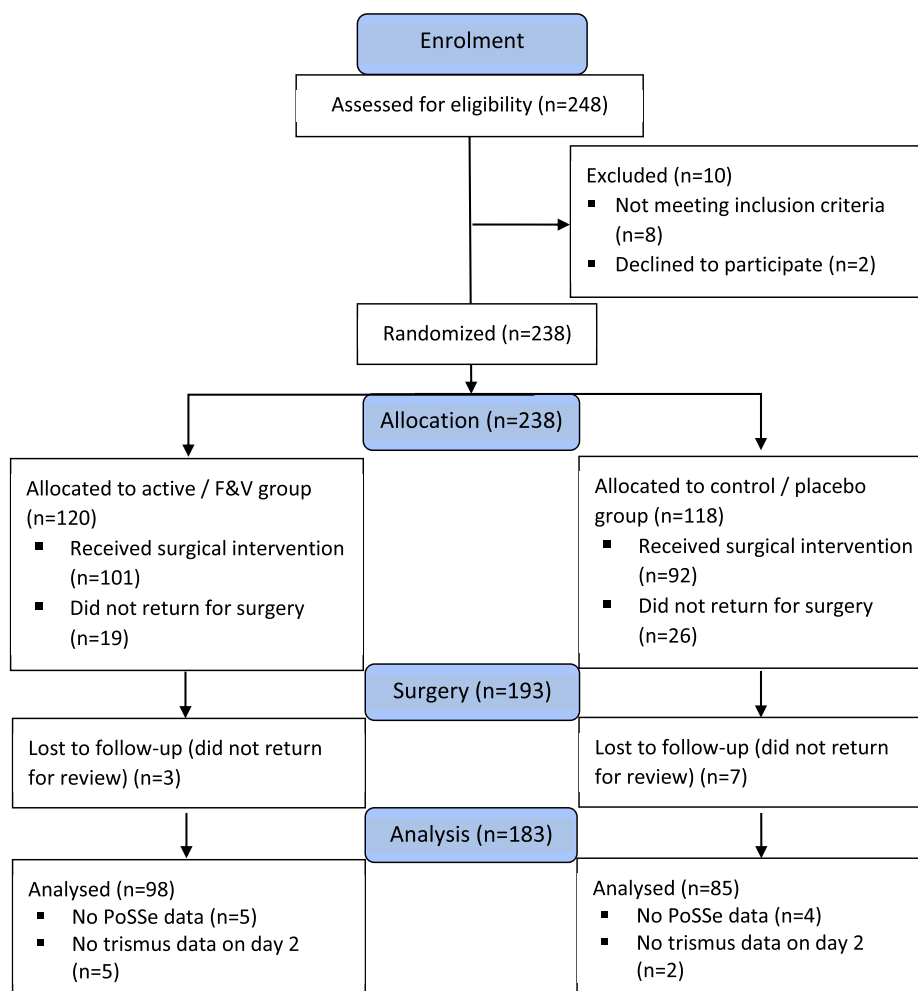 Enrolment
Assessed for eligibility (n=248)
Excluded (n=10)
▪ Not meeting inclusion criteria
(n=8)
▪ Declined to participate (n=2)
Randomized (n=238)
Allocation (n=238)
Allocated to active / F&V group
(n=120)
▪ Received surgical intervention
(n=101)
▪ Did not return for surgery
(n=19)
Allocated to control / placebo
group (n=118)
▪ Received surgical intervention
(n=92)
▪ Did not return for surgery
(n=26)
Surgery (n=193)
Lost to follow-up (did not return
for review) (n=3)
Lost to follow-up (did not return
for review) (n=7)
Analysis (n=183)
Analysed (n=98)
▪ No PoSSe data (n=5)
▪ No trismus data on day 2
(n=5)
Analysed (n=85)
▪ No PoSSe data (n=4)
▪ No trismus data on day 2
(n=2)